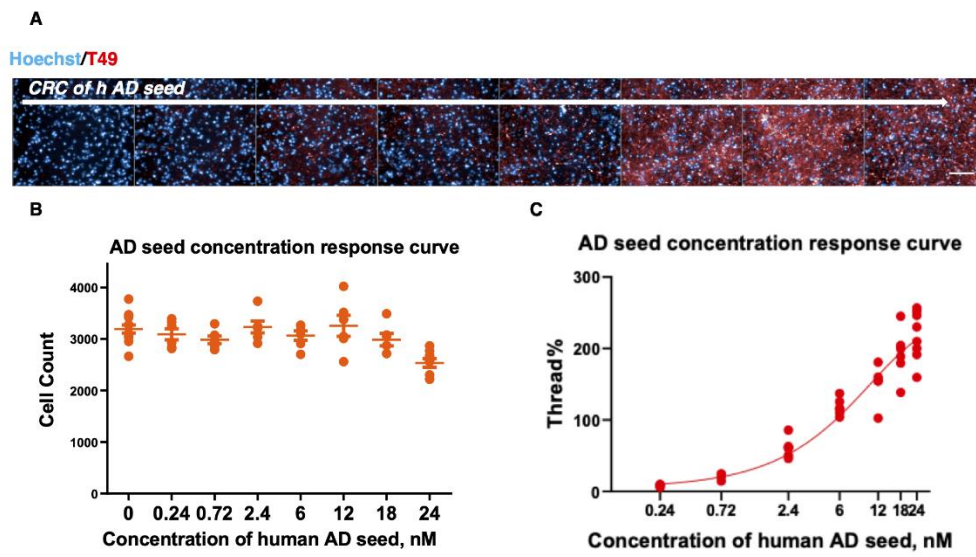 A
Hoechst/T49
CRC of h AD seed
B
AD seed concentration response curve
Cell Count
4000
3000
2000
1000
0
0 0.24 0.72 2.4 6 12 18 24
Concentration of human AD seed, nM
C
AD seed concentration response curve
Thread%
300
200
100
0
0.24 0.72 2.4 6 12 1824
Concentration of human AD seed, nM